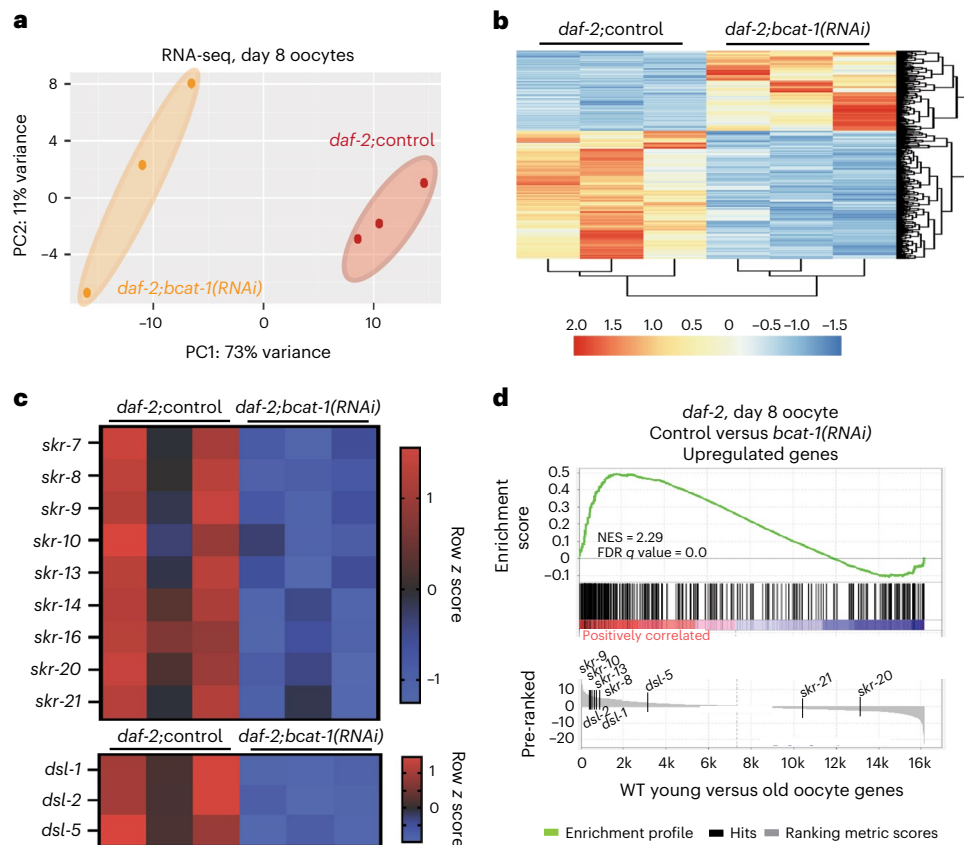 a
RNA-seq, day 8 oocytes
8
4
0
−4
PC2: 11% variance
daf-2;control
daf-2;bcat-1(RNAi)
−10
0
10
PC1: 73% variance
b
daf-2;control
daf-2;bcat-1(RNAi)
2.0 1.5 1.0 0.5 0 −0.5 −1.0 −1.5
c
daf-2;control
daf-2;bcat-1(RNAi)
skr-7
skr-8
skr-9
skr-10
skr-13
skr-14
skr-16
skr-20
skr-21
1
0
−1
Row z score
daf-2;control
daf-2;bcat-1(RNAi)
dsl-1
dsl-2
dsl-5
1
0
Row z score
d
daf-2, day 8 oocyte
Control versus bcat-1(RNAi)
Upregulated genes
Enrichment
score
0.5
0.4
0.3
0.2
0.1
0
−0.1
NES = 2.29
FDR q value = 0.0
Positively correlated
Pre-ranked
10
0
−10
−20
skr-9
skr-10
skr-13
skr-8
dsl-5
dsl-2
dsl-1
skr-21
skr-20
0 2k 4k 6k 8k 10k 12k 14k 16k
WT young versus old oocyte genes
Enrichment profile
Hits
Ranking metric scores